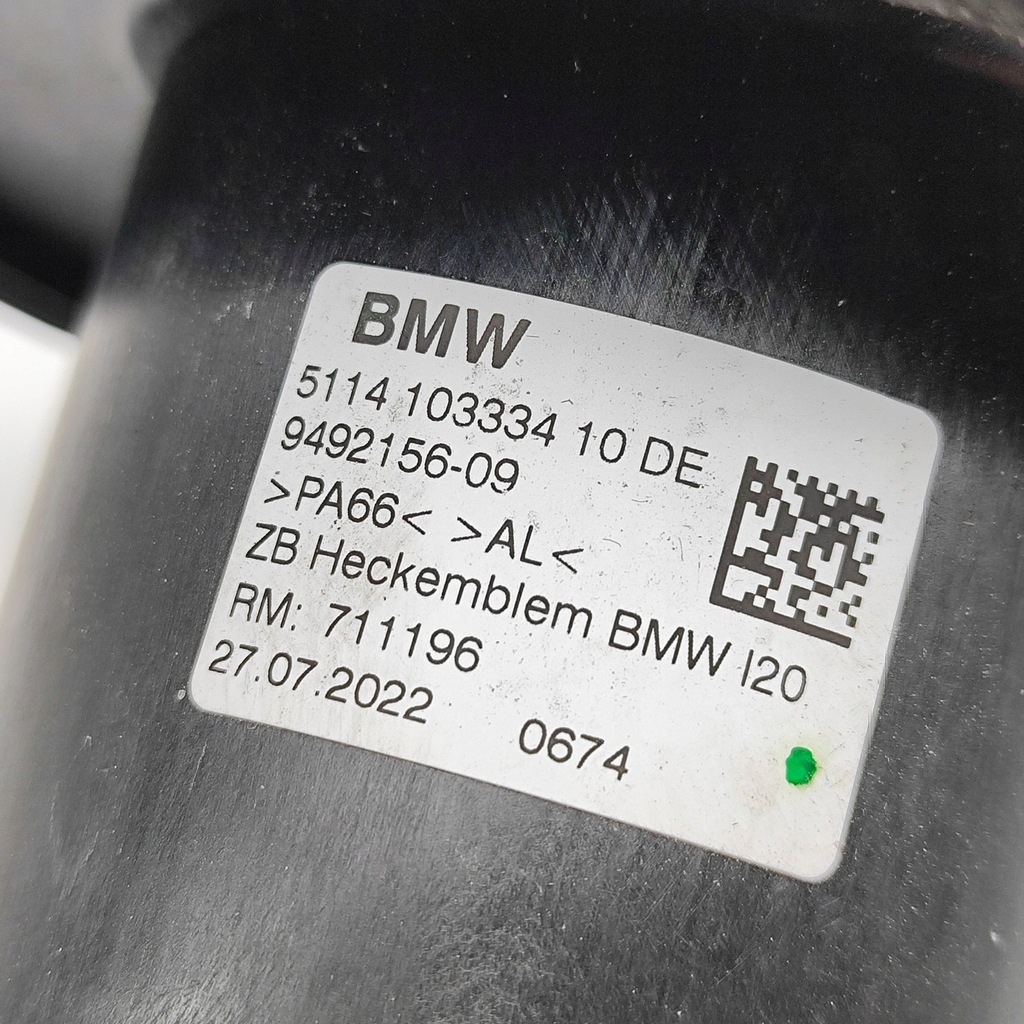 BMW
5114 103334 10 DE
9492156-09
>PA66< >AL<
ZB Heckemblem BMW I20
RM: 711196
27.07.2022 0674